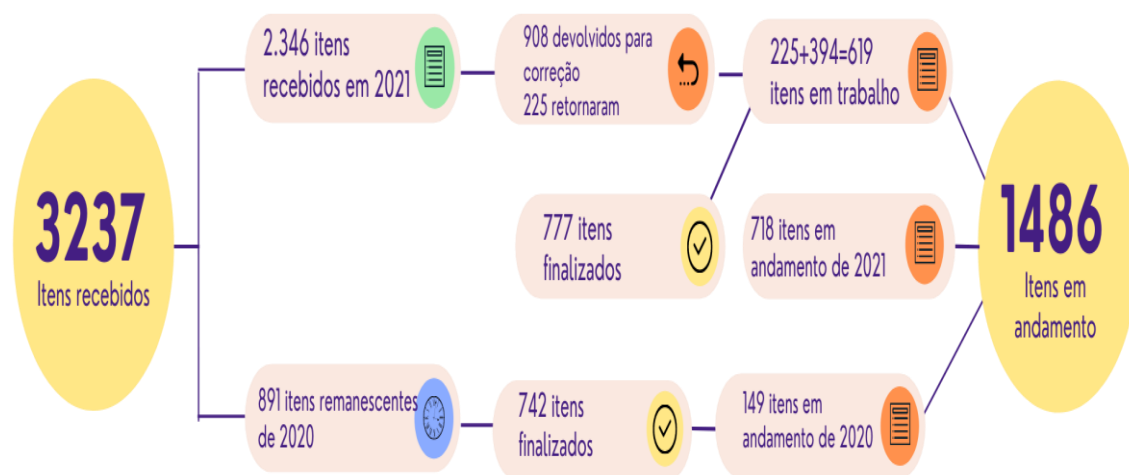 3237
Itens recebidos
2.346 itens
recebidos em 2021
908 devolvidos para
correção
225 retornaram
225+394=619
itens em trabalho
777 itens
finalizados
718 itens em
andamento de 2021
891 itens remanescentes
de 2020
742 itens
finalizados
149 itens em
andamento de 2020
1486
Itens em
andamento